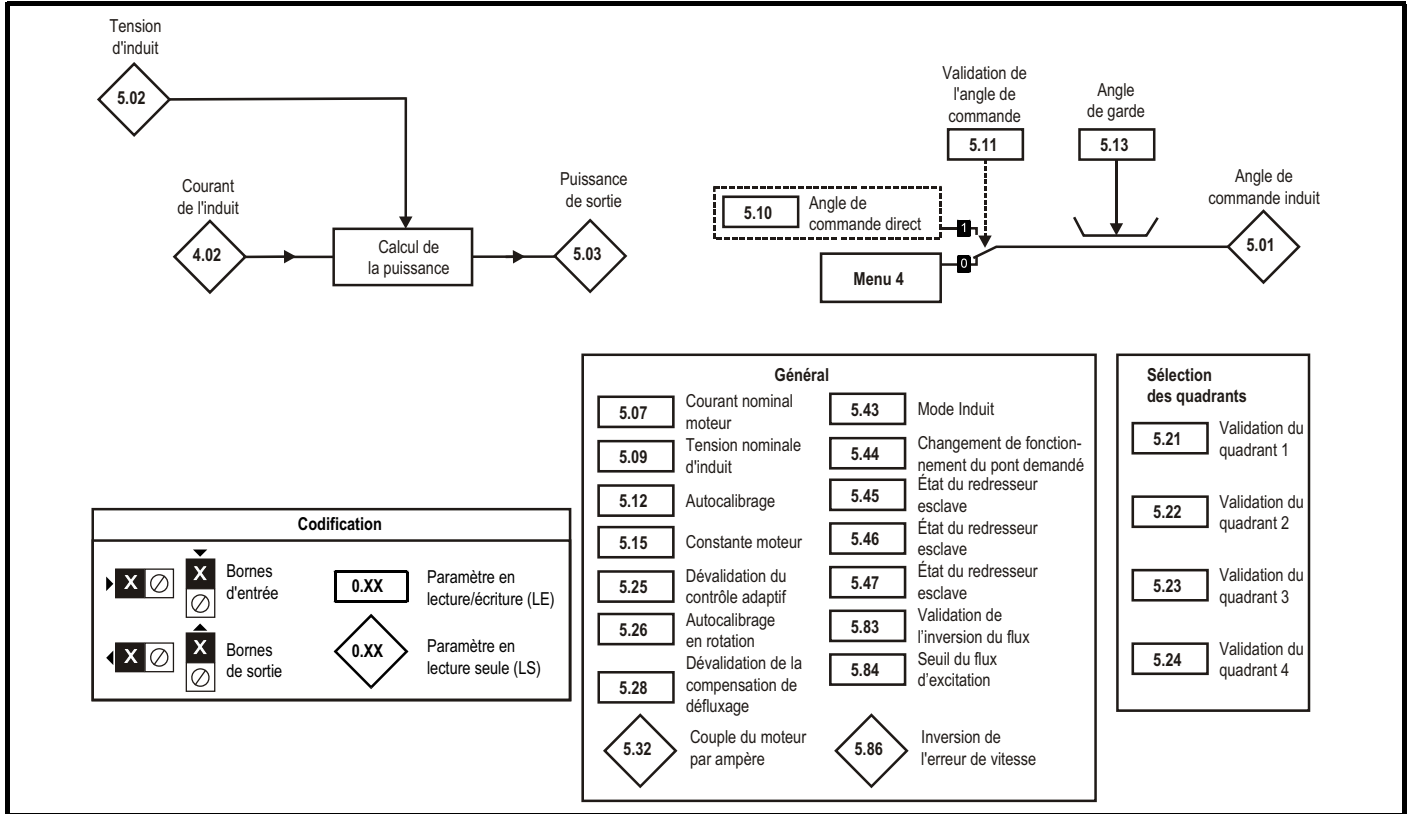 Tension
d'induit
5.02
Courant
de l'induit
4.02
Calcul de
la puissance
Puissance
de sortie
5.03
Validation de
l'angle de
commande
5.11
Angle
de garde
5.13
5.10
Angle de
commande direct
1
0
Menu 4
Angle de
commande induit
5.01
Général
5.07
Courant nominal
moteur
5.09
Tension nominale
d'induit
5.12
Autocalibrage
5.15
Constante moteur
5.25
Dévalidation du
contrôle adaptif
5.26
Autocalibrage
en rotation
5.28
Dévalidation de la
compensation de
défluxage
5.32
Couple du moteur
par ampère
5.43
Mode Induit
5.44
Changement de fonction-
nement du pont demandé
5.45
État du redresseur
esclave
5.46
État du redresseur
esclave
5.47
État du redresseur
esclave
5.83
Validation de
l’inversion du flux
5.84
Seuil du flux
d’excitation
5.86
Inversion de
l'erreur de vitesse
Sélection
des quadrants
5.21
Validation du
quadrant 1
5.22
Validation du
quadrant 2
5.23
Validation du
quadrant 3
5.24
Validation du
quadrant 4
Codification
X
X
Bornes
d'entrée
0.XX
Paramètre en
lecture/écriture (LE)
X
X
Bornes
de sortie
0.XX
Paramètre en
lecture seule (LS)